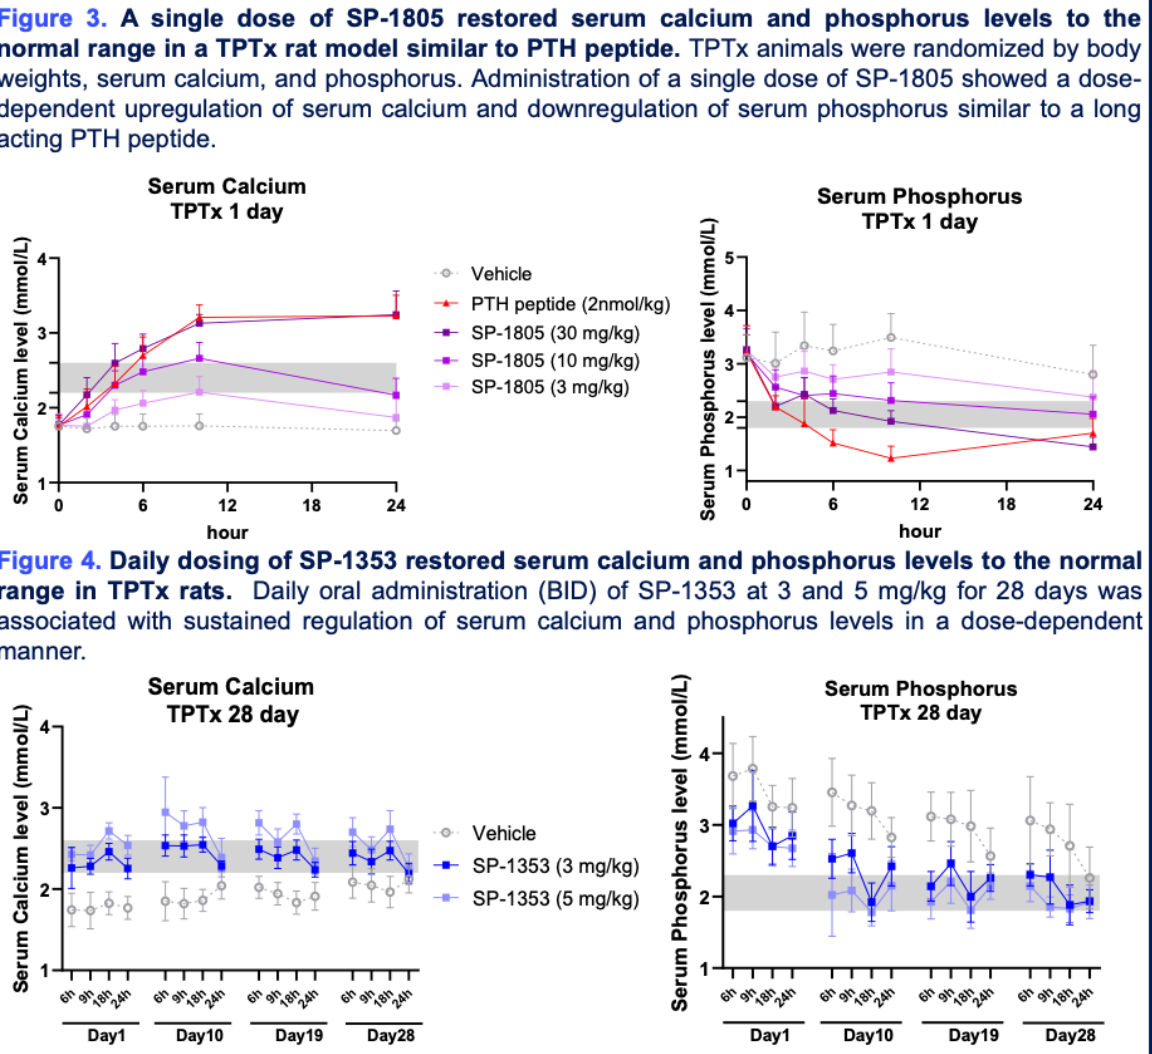 Figure 3. A single dose of SP-1805 restored serum calcium and phosphorus levels to the
normal range in a TPTx rat model similar to PTH peptide. TPTx animals were randomized by body
weights, serum calcium, and phosphorus. Administration of a single dose of SP-1805 showed a dose-
dependent upregulation of serum calcium and downregulation of serum phosphorus similar to a long
acting PTH peptide.
Serum Calcium
TPTx 1 day
Serum Calcium level (mmol/L)
4
3
2
1
0
6
12
18
24
hour
Vehicle
PTH peptide (2nmol/kg)
SP-1805 (30 mg/kg)
SP-1805 (10 mg/kg)
SP-1805 (3 mg/kg)
Serum Phosphorus
TPTx 1 day
Serum Phosphorus level (mmol/L)
5
4
3
2
1
0
6
12
18
24
hour
Figure 4. Daily dosing of SP-1353 restored serum calcium and phosphorus levels to the normal
range in TPTx rats. Daily oral administration (BID) of SP-1353 at 3 and 5 mg/kg for 28 days was
associated with sustained regulation of serum calcium and phosphorus levels in a dose-dependent
manner.
Serum Calcium
TPTx 28 day
Serum Calcium level (mmol/L)
4
3
2
1
6h
9h
18h
24h
6h
9h
18h
24h
6h
9h
18h
24h
6h
9h
18h
24h
Day1
Day10
Day19
Day28
Vehicle
SP-1353 (3 mg/kg)
SP-1353 (5 mg/kg)
Serum Phosphorus
TPTx 28 day
Serum Phosphorus level (mmol/L)
4
3
2
1
6h
9h
18h
24h
6h
9h
18h
24h
6h
9h
18h
24h
6h
9h
18h
24h
Day1
Day10
Day19
Day28